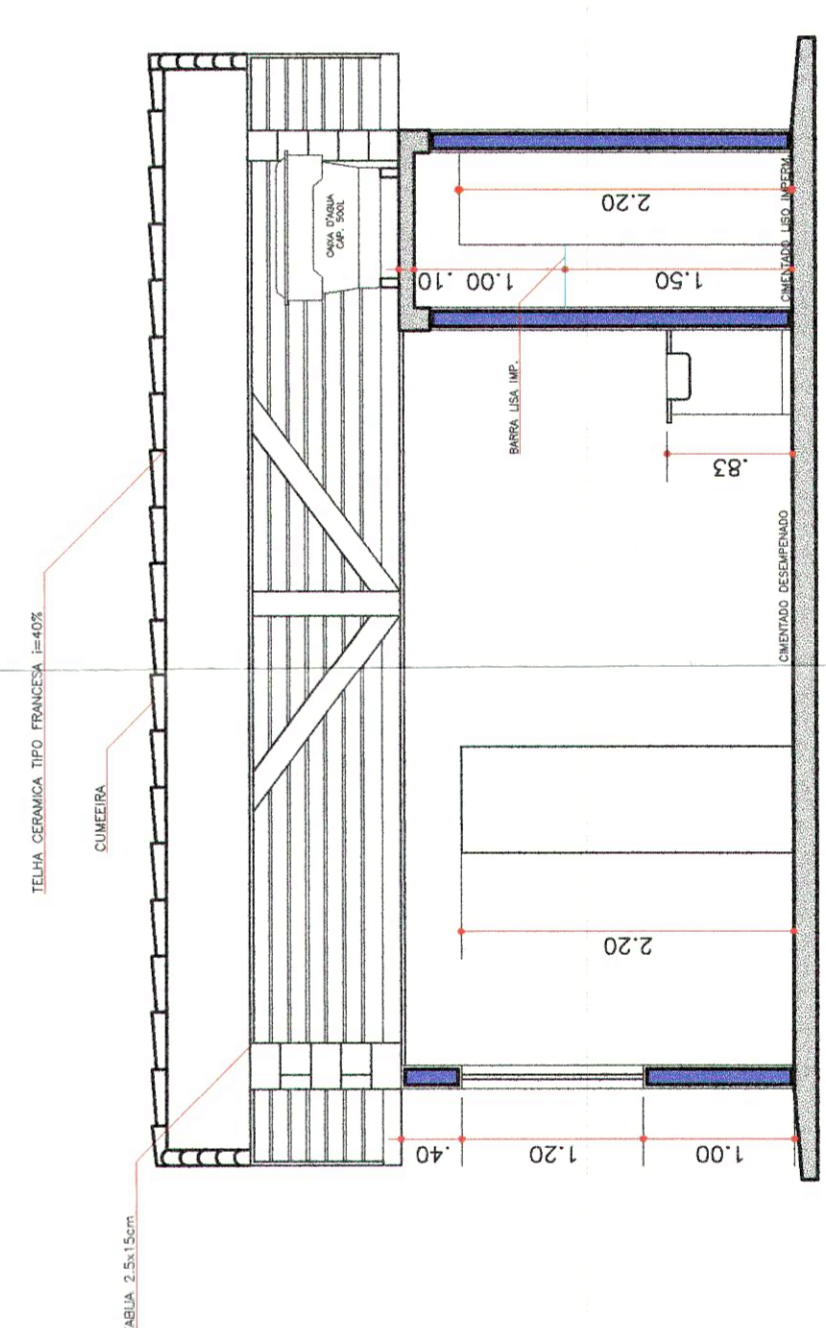 TELHA CERAMICA TIPO FRANCESA i=40%
CUMEEIRA
TABUA 2.5x15cm
CAIXA D'AGUA
CAP. 500L
BARRA LISA IMP.
CIMENTADO LISO IMPERM.
CIMENTADO DESEMPENADO
2.20
.10
1.00
1.50
.83
2.20
.40
1.20
1.00